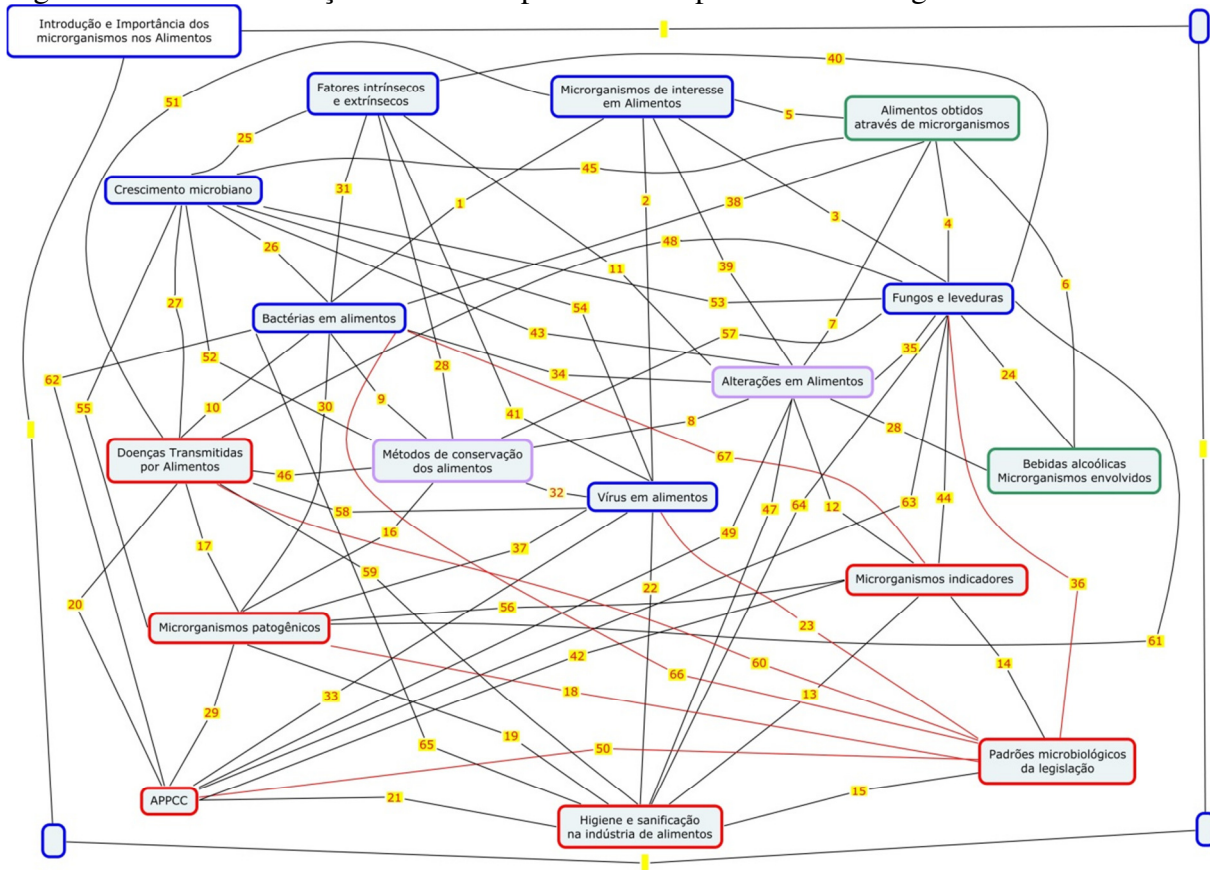 Introdução e Importância dos
microrganismos nos Alimentos
40
51
Fatores intrínsecos
e extrínsecos
Microrganismos de interesse
em Alimentos
5
Alimentos obtidos
através de microrganismos
25
45
Crescimento microbiano
31
1
2
38
3
4
26
48
11
39
6
27
Bactérias em alimentos
54
53
Fungos e leveduras
52
43
57
7
35
62
55
10
30
9
28
34
41
Alterações em Alimentos
24
8
28
67
Doenças Transmitidas
por Alimentos
46
Métodos de conservação
dos alimentos
32
Vírus em alimentos
Bebidas alcoólicas
Microrganismos envolvidos
58
47
64
12
63
44
17
16
37
49
59
22
Microrganismos indicadores
36
20
56
Microrganismos patogênicos
23
61
42
60
14
66
33
18
13
29
19
65
50
Padrões microbiológicos
da legislação
APPCC
21
15
Higiene e sanificação
na indústria de alimentos